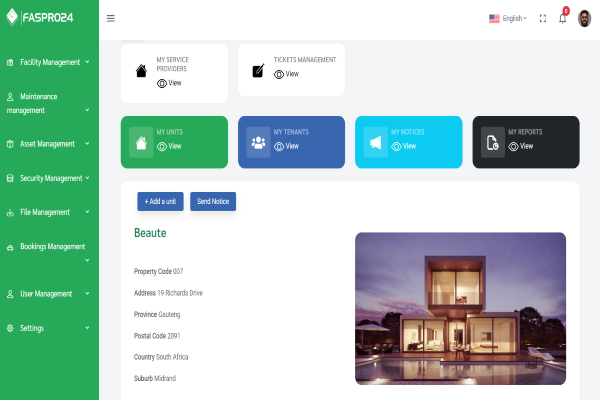 FASPRO24
English
6
Facility Management
Maintenance
management
Asset Management
Security Management
File Management
Bookings Management
User Management
Settings
MY SERVICE
PROVIDERS
View
TICKETS MANAGEMENT
View
MY UNITS
View
MY TENANTS
View
MY NOTICES
View
MY REPORTS
View
+ Add a unit
Send Notice
Beaute
Property Code 007
Address 19 Richards Drive
Province Gauteng
Postal Code 2091
Country South Africa
Suburb Midrand